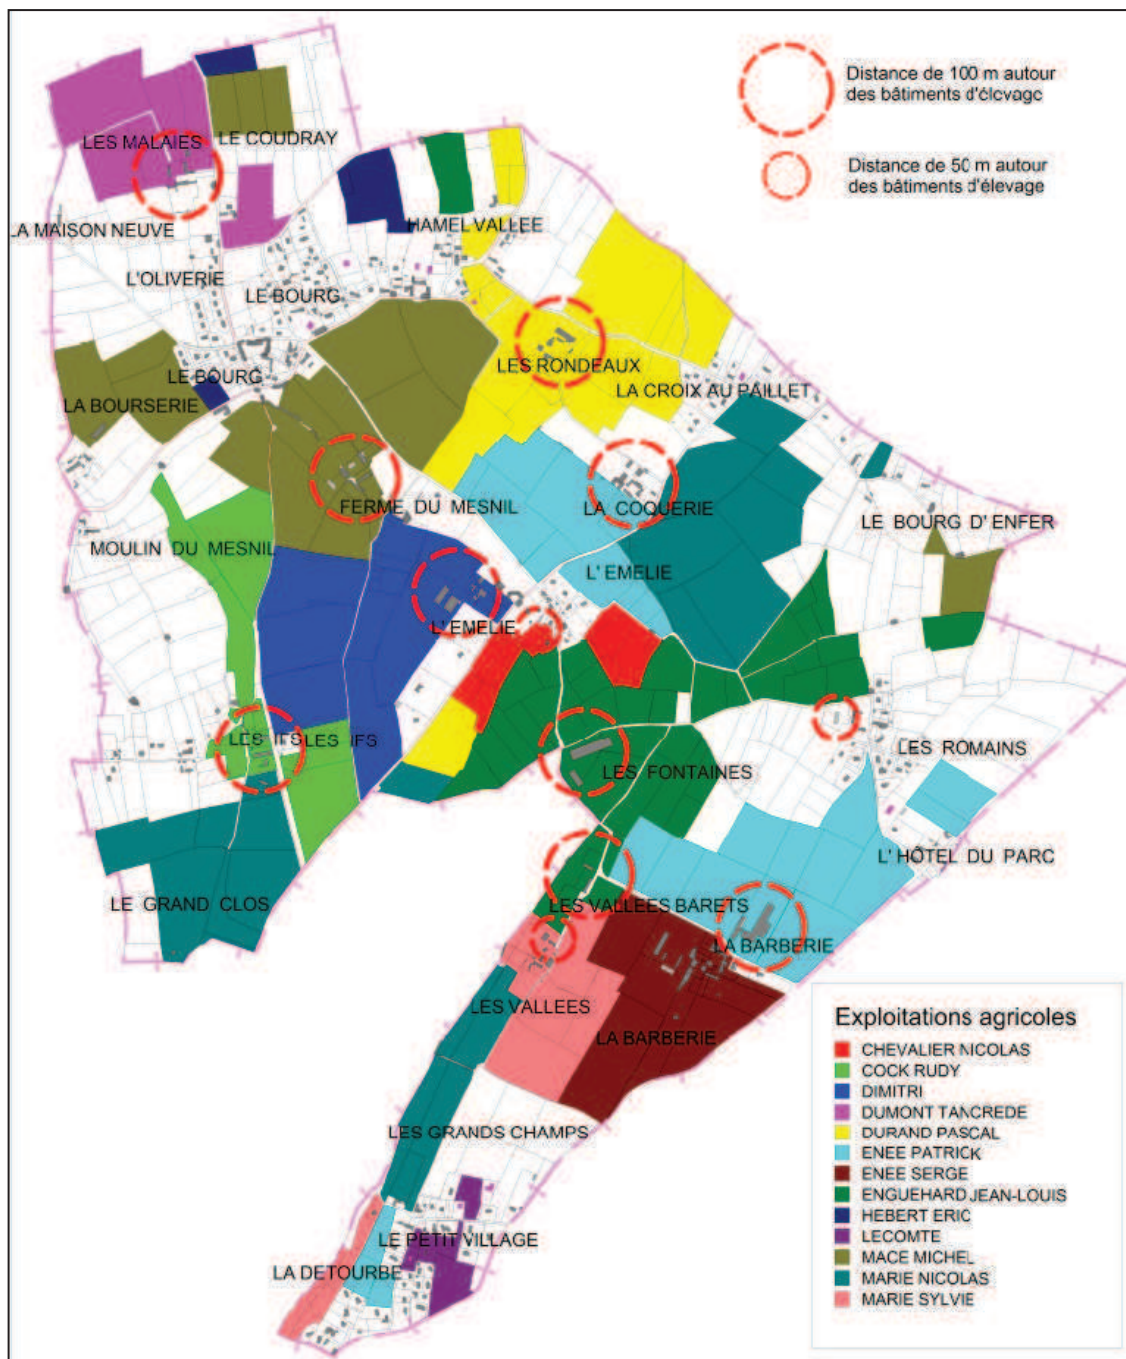 Distance de 100 m autour
des bâtiments d'élevage
Distance de 50 m autour
des bâtiments d'élevage
LES MALAIES
LE COUDRAY
LA MAISON NEUVE
HAMEL VALLEE
L'OLIVERIE
LE BOURG
LES RONDEAUX
LE BOURG
LA CROIX AU PAILLET
LA BOURSERIE
FERME DU MESNIL
LA COQUERIE
LE BOURG D'ENFER
MOULIN DU MESNIL
L'EMELIE
L'EMELIE
LES IFS
LES IFS
LES ROMAINS
LES FONTAINES
L'HÔTEL DU PARC
LE GRAND CLOS
LES VALLEES BARETS
LA BARBERIE
LES VALLEES
LA BARBERIE
LES GRANDS CHAMPS
LE PETIT VILLAGE
LA DETOURBE
Exploitations agricoles
CHEVALIER NICOLAS
COCK RUDY
DIMITRI
DUMONT TANCREDE
DURAND PASCAL
ENEE PATRICK
ENEE SERGE
ENGUEHARD JEAN-LOUIS
HEBERT ERIC
LECOMTE
MACE MICHEL
MARIE NICOLAS
MARIE SYLVIE